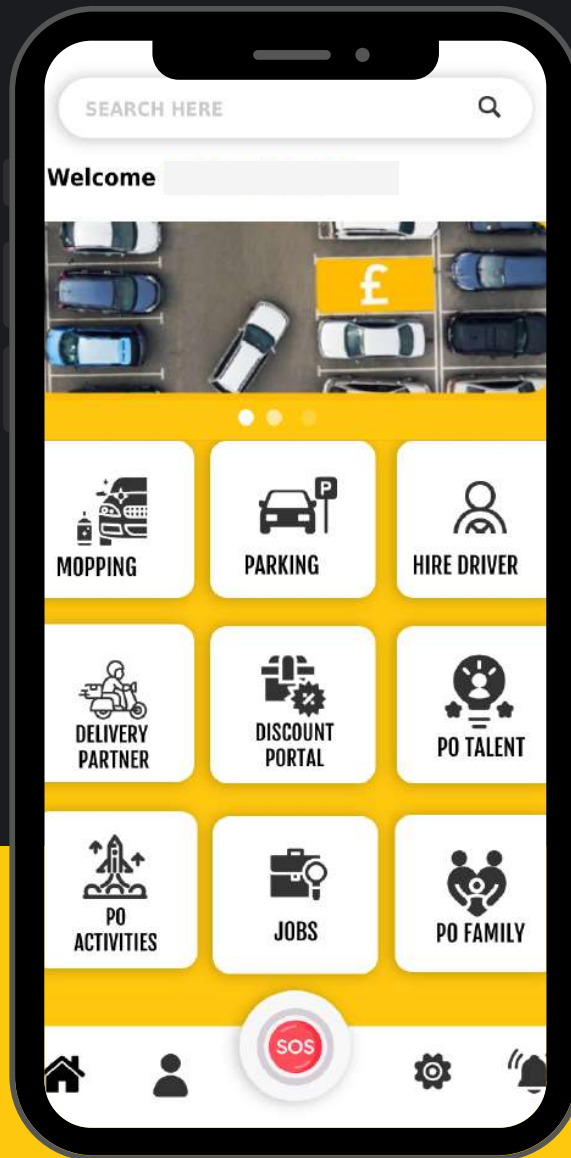 SEARCH HERE
Welcome
£
P
MOPPING
PARKING
HIRE DRIVER
DELIVERY
PARTNER
DISCOUNT
PORTAL
PO TALENT
PO
ACTIVITIES
JOBS
PO FAMILY
SOS